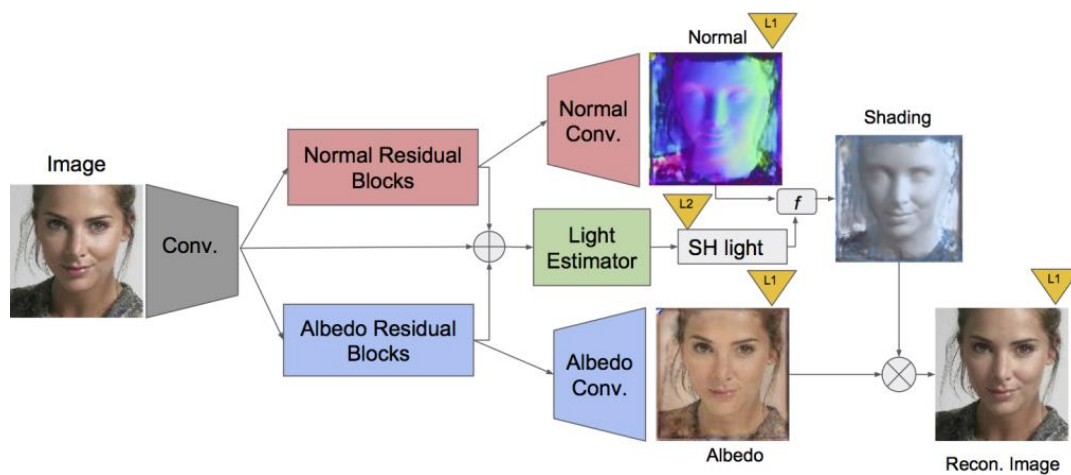 L1
Normal
Normal
Conv.
Shading
Image
Normal Residual
Blocks
Conv.
L2
f
Light
Estimator
SH light
L1
L1
Albedo Residual
Blocks
Albedo
Conv.
Albedo
Recon. Image